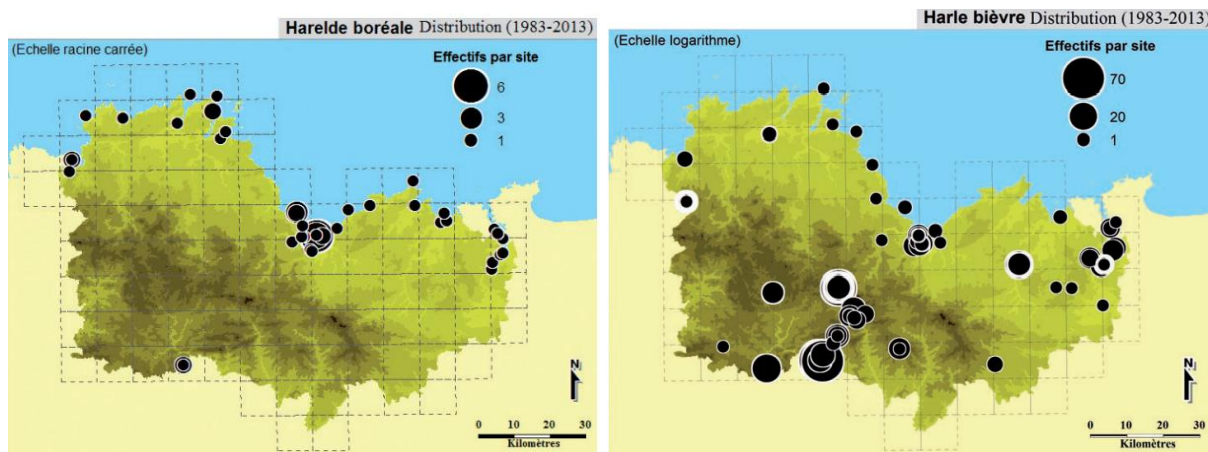 Harelde boréale Distribution (1983-2013)
(Echelle racine carrée)
Effectifs par site
6
3
1
N
0 10 20 30
Kilomètres
Harle bièvre Distribution (1983-2013)
(Echelle logarithme)
Effectifs par site
70
20
1
N
0 10 20 30
Kilomètres